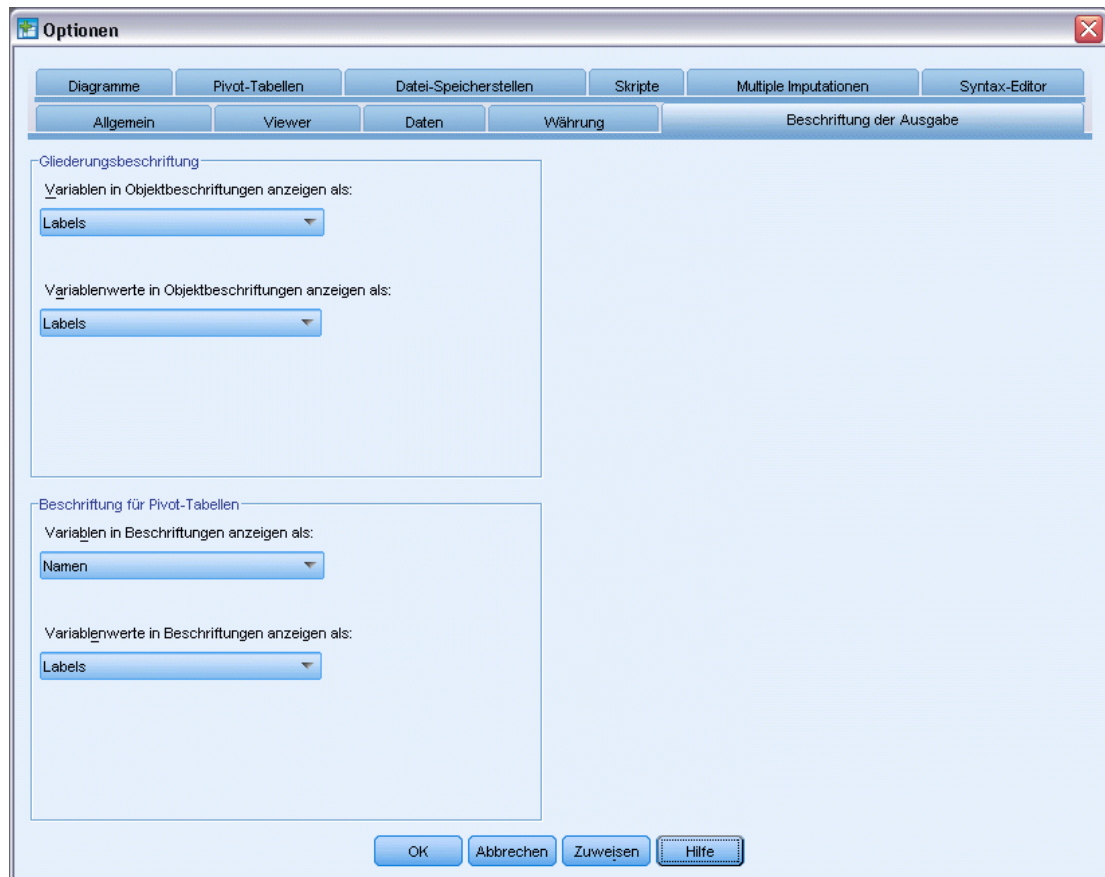 Optionen
Diagramme
Pivot-Tabellen
Datei-Speicherstellen
Skripte
Multiple Imputationen
Syntax-Editor
Allgemein
Viewer
Daten
Währung
Beschriftung der Ausgabe
Gliederungsbeschriftung
Variablen in Objektbeschriftungen anzeigen als:
Labels
Variablenwerte in Objektbeschriftungen anzeigen als:
Labels
Beschriftung für Pivot-Tabellen
Variablen in Beschriftungen anzeigen als:
Namen
Variablenwerte in Beschriftungen anzeigen als:
Labels
OK
Abbrechen
Zuweisen
Hilfe